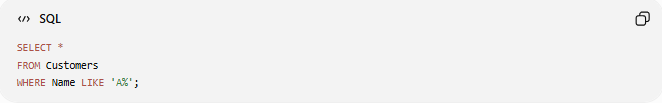 SQL
SELECT *
FROM Customers
WHERE Name LIKE 'A%';